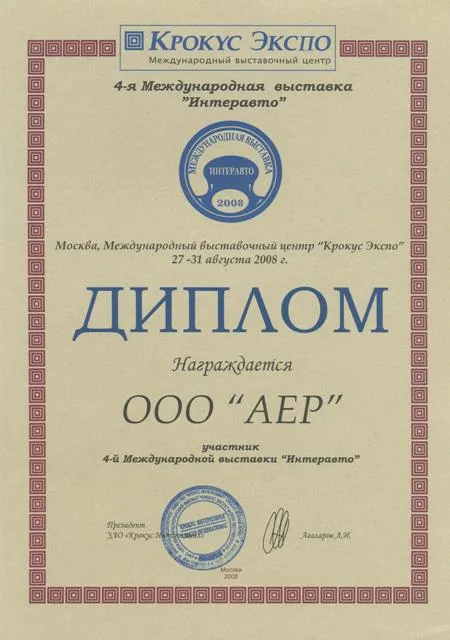 КРОКУС ЭКСПО
Международный выставочный центр
4-я Международная выставка
"Интеравто"
МЕЖДУНАРОДНАЯ ВЫСТАВКА
ИНТЕРАВТО
2008
Москва, Международный выставочный центр "Крокус Экспо"
27 -31 августа 2008 г.
ДИПЛОМ
Награждается
ООО "АЕР"
участник
4-й Международной выставки "Интеравто"
Президент
ЗАО "Крокус
Агаларов А.И.
Москва
2008